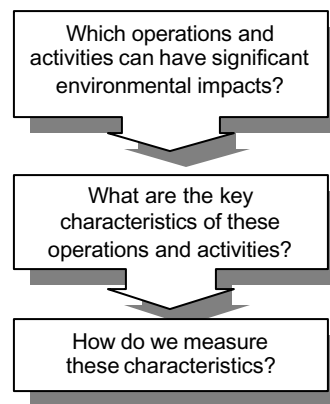 Which operations and
activities can have significant
environmental impacts?
What are the key
characteristics of these
operations and activities?
How do we measure
these characteristics?